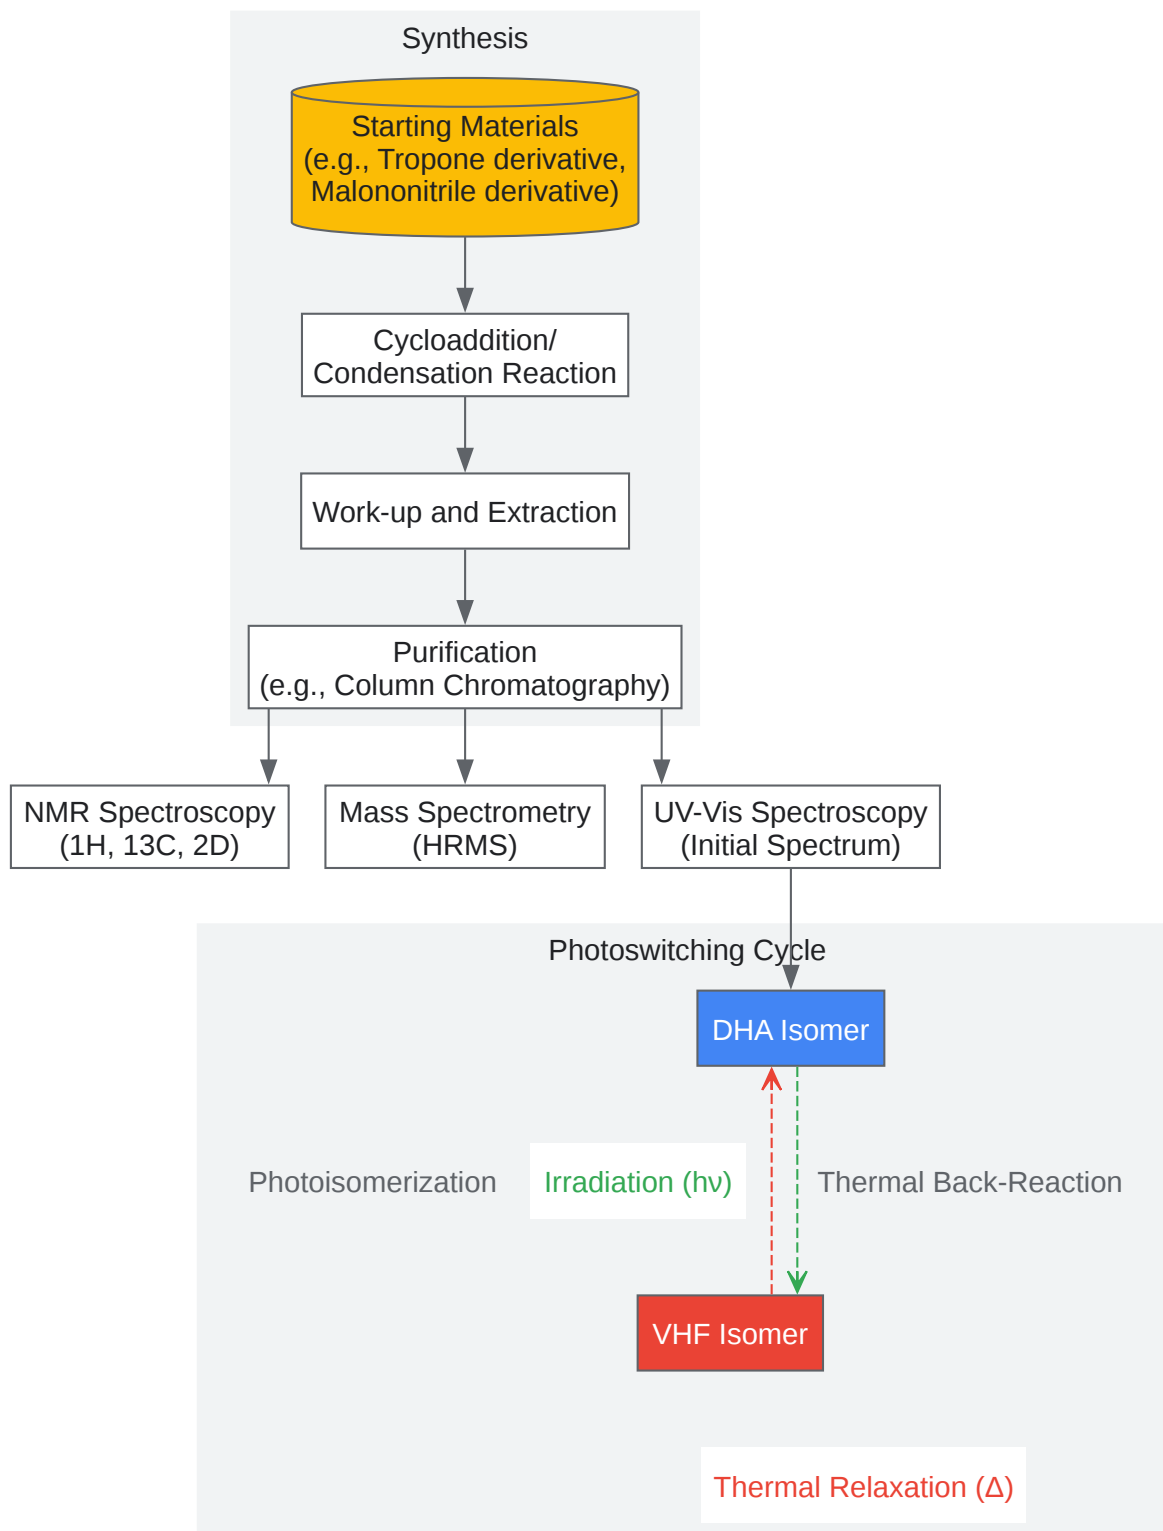 Synthesis
Starting Materials
(e.g., Tropone derivative,
Malononitrile derivative)
Cycloaddition/
Condensation Reaction
Work-up and Extraction
Purification
(e.g., Column Chromatography)
NMR Spectroscopy
(1H, 13C, 2D)
Mass Spectrometry
(HRMS)
UV-Vis Spectroscopy
(Initial Spectrum)
Photoswitching Cycle
DHA Isomer
Photoisomerization
Irradiation (hν)
Thermal Back-Reaction
VHF Isomer
Thermal Relaxation (Δ)